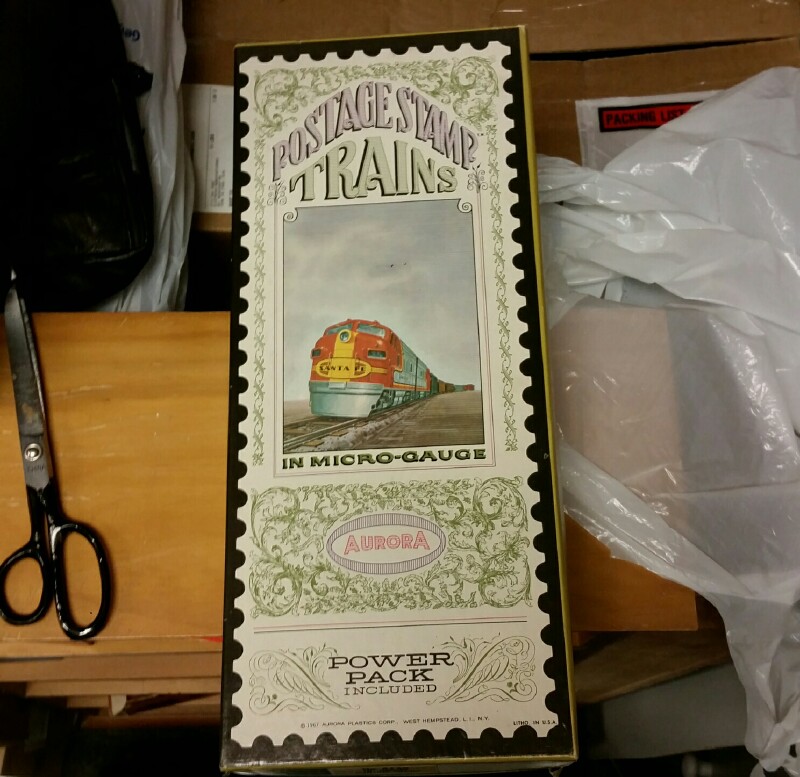 PACKING LIST
POSTAGE STAMP
TRAINS
SANTA FE
IN MICRO-GAUGE
AURORA
POWER
PACK
INCLUDED
© 1967 AURORA PLASTICS CORP., WEST HEMPSTEAD, L. I., N.Y.
LITHO. IN U.S.A.